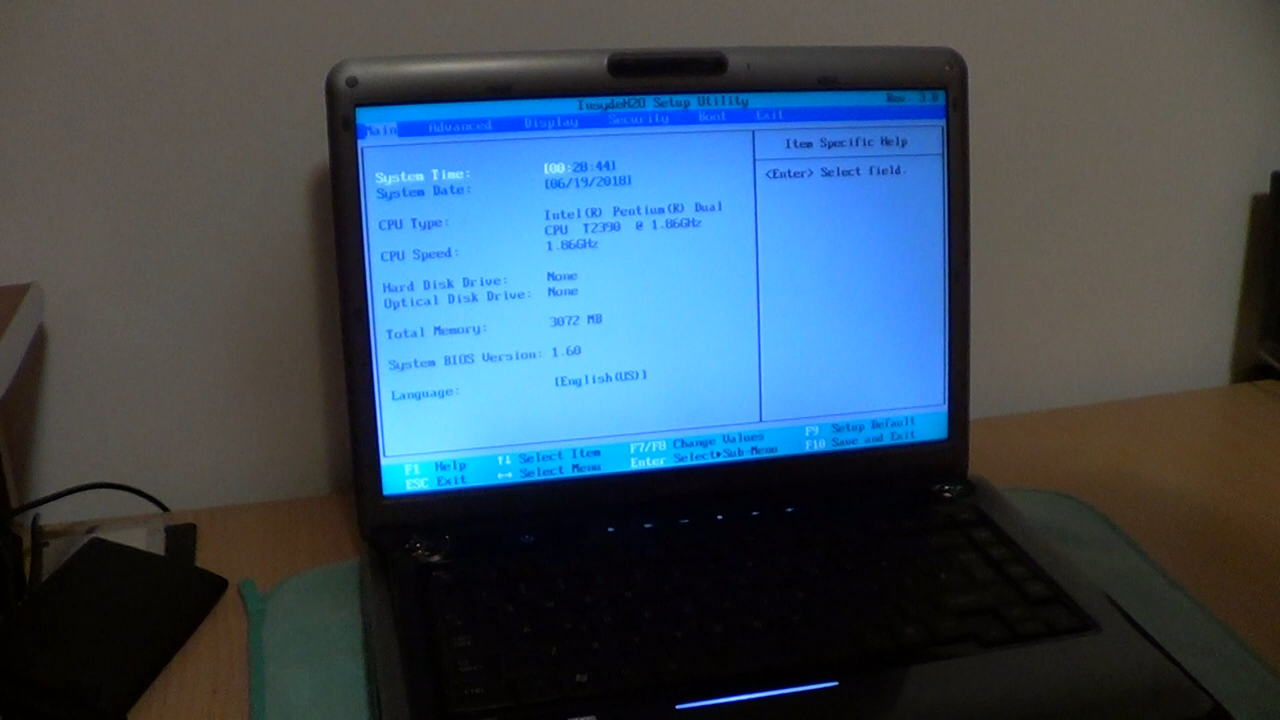 InsydeH2O Setup Utility Rev. 3.0
Main Advanced Display Security Boot Exit
Item Specific Help
System Time: [00:28:44]
<Enter> Select field.
System Date: [06/19/2018]
CPU Type: Intel(R) Pentium(R) Dual
CPU T2390 @ 1.86GHz
CPU Speed: 1.86GHz
Hard Disk Drive: None
Optical Disk Drive: None
Total Memory: 3072 MB
System BIOS Version: 1.60
Language: [English(US)]
F1 Help ↑↓ Select Item F7/F8 Change Values F9 Setup Default
ESC Exit ←→ Select Menu Enter Select▶Sub-Menu F10 Save and Exit